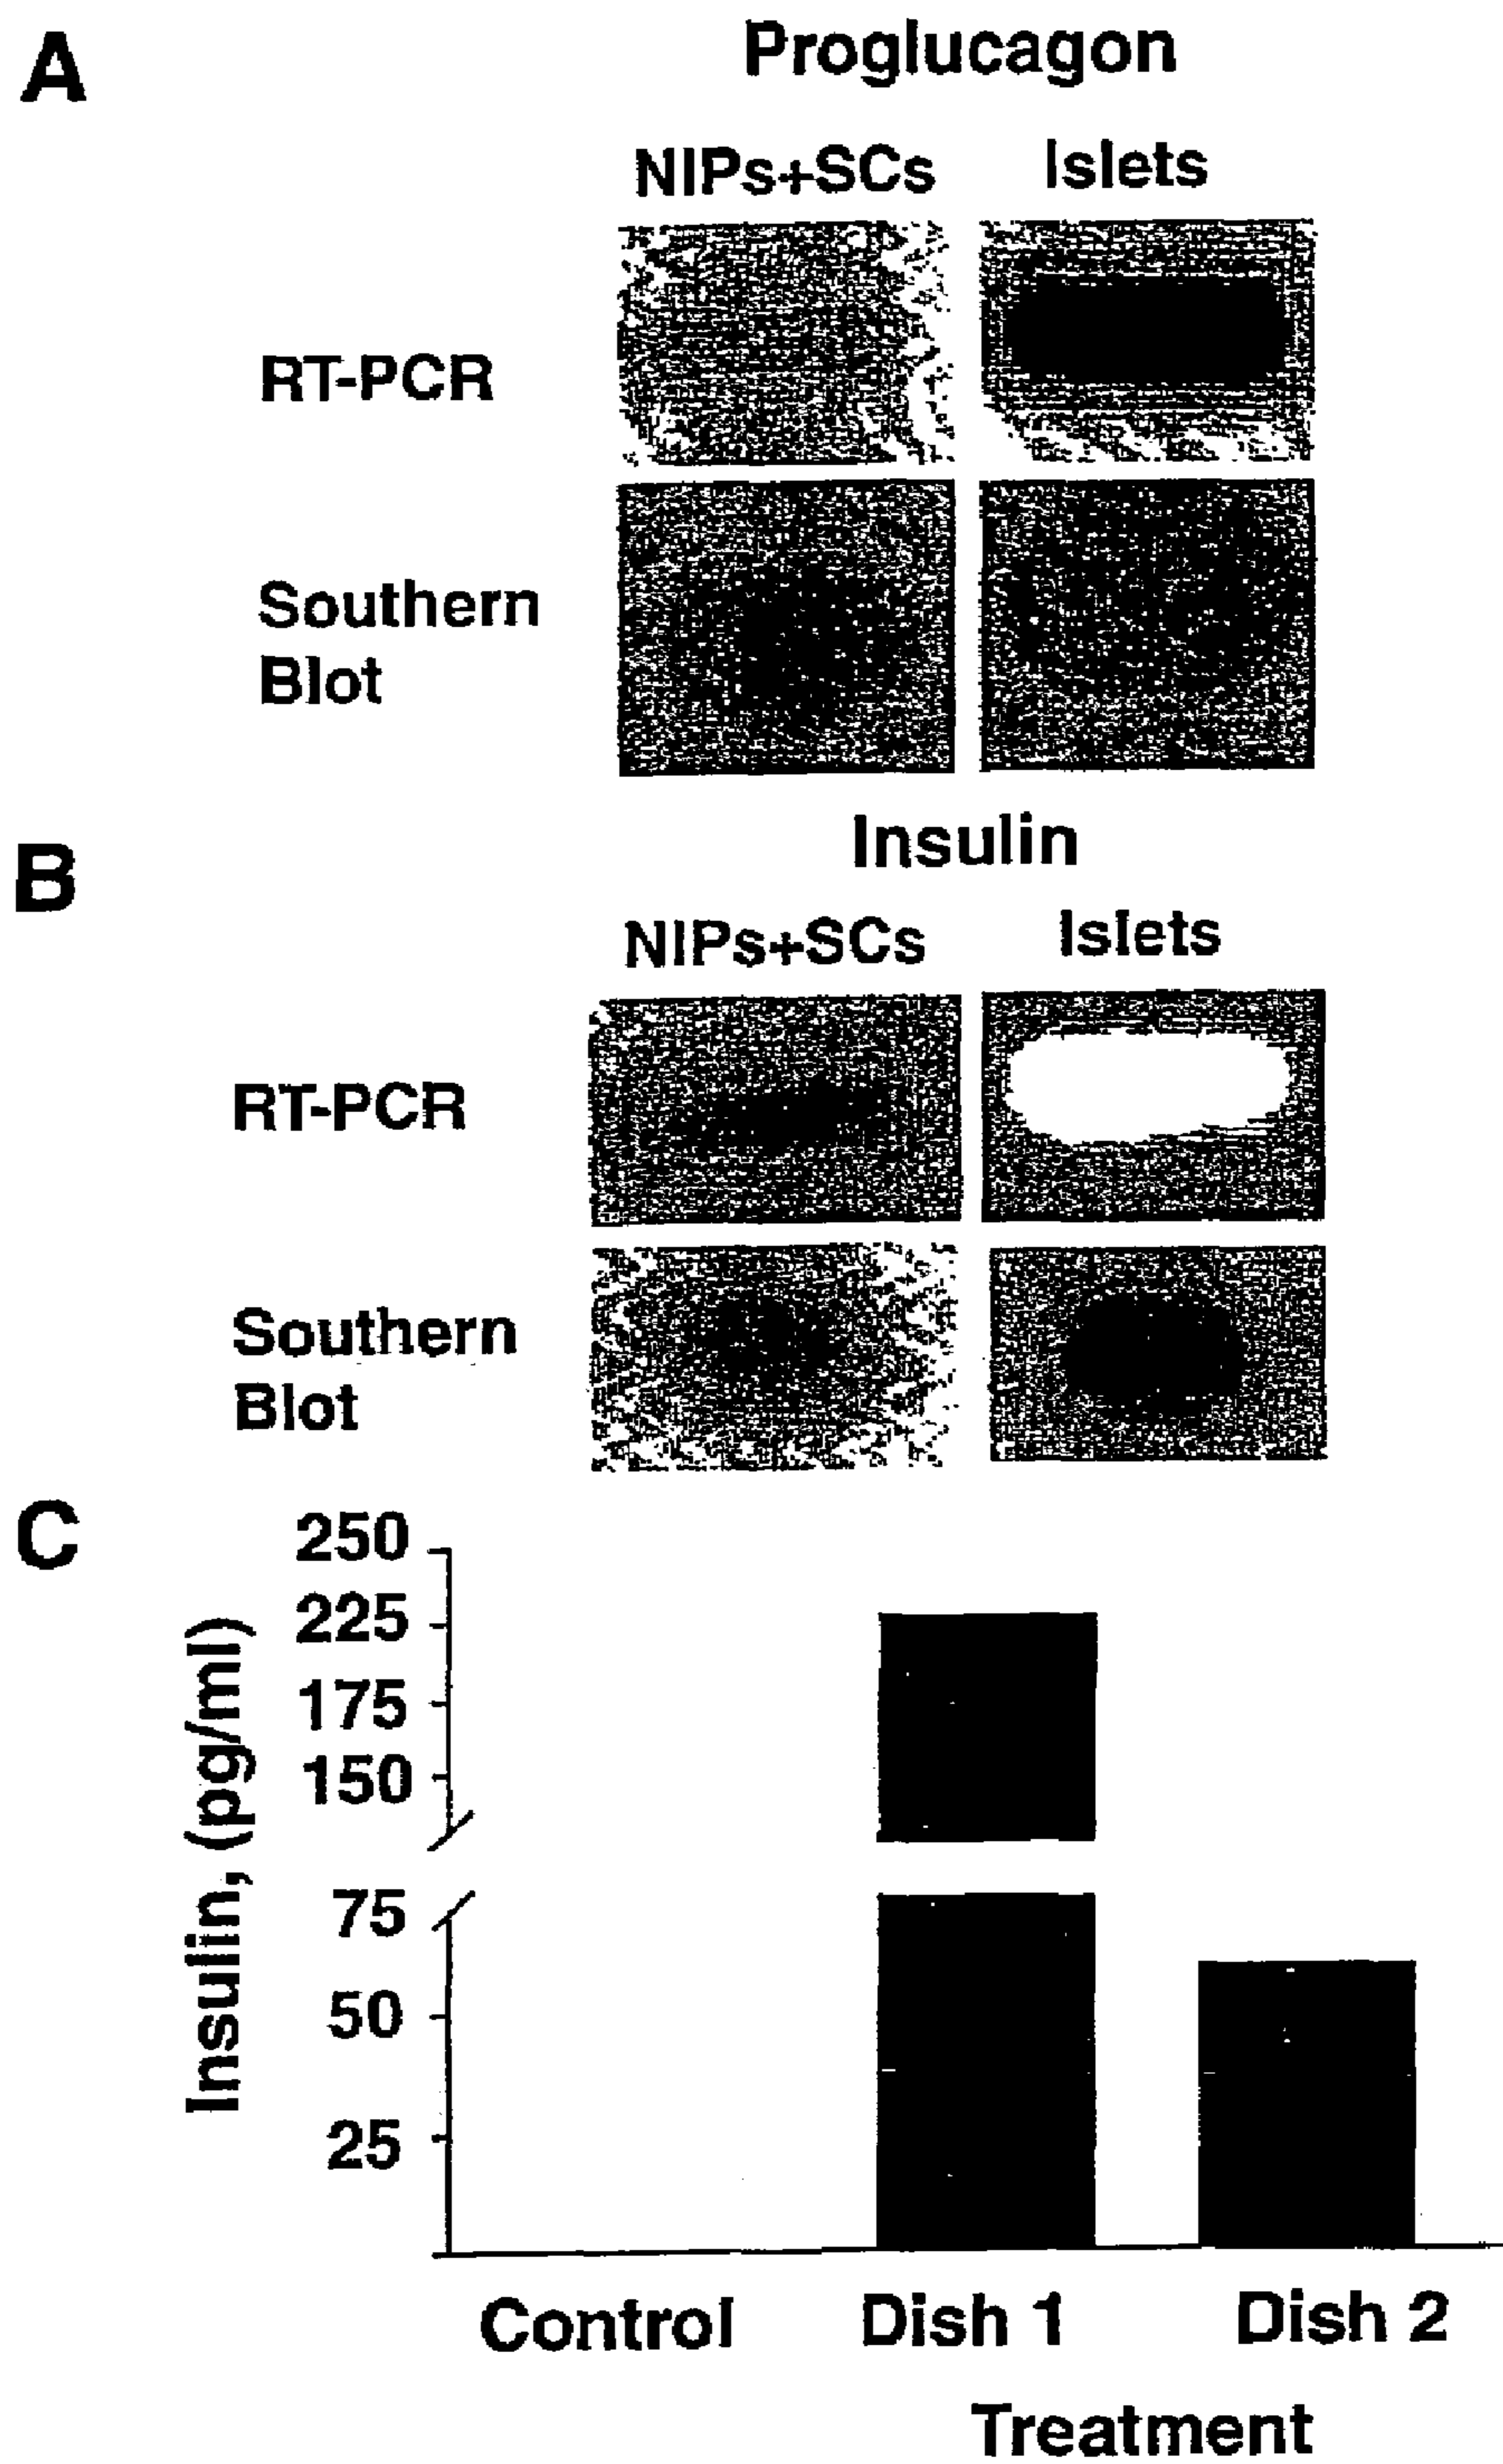 A
Proglucagon
NIPs+SCs Islets
RT-PCR
Southern
Blot
B
Insulin
NIPs+SCs Islets
RT-PCR
Southern
Blot
C
Insulin, (pg/ml)
250
225
175
150
75
50
25
Control Dish 1 Dish 2
Treatment